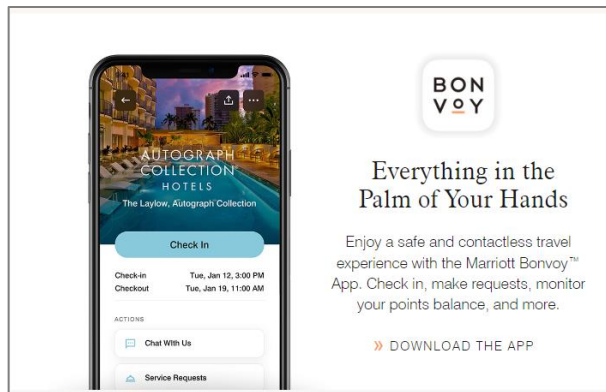 AUTOGRAPH
COLLECTION
HOTELS
The Laylow, Autograph Collection
Check In
Check-in Tue, Jan 12, 3:00 PM
Checkout Tue, Jan 19, 11:00 AM
ACTIONS
Chat With Us
Service Requests
BON
VOY
Everything in the
Palm of Your Hands
Enjoy a safe and contactless travel
experience with the Marriott Bonvoy™
App. Check in, make requests, monitor
your points balance, and more.
» DOWNLOAD THE APP